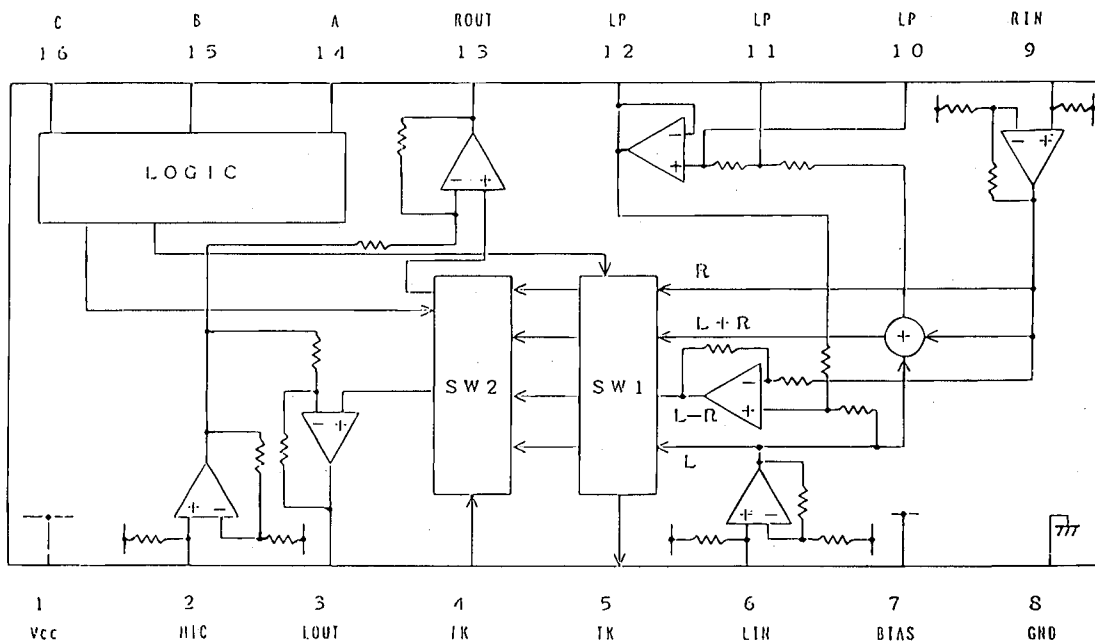 C B A ROUT LP LP LP RIN
16 15 14 13 12 11 10 9
LOGIC
- +
- +
- +
R
L+R
SW2 SW1
- +
L-R
L
- +
+ -
+ -
1 2 3 4 5 6 7 8
Vcc MIC LOUT TK TK LIN BIAS GND